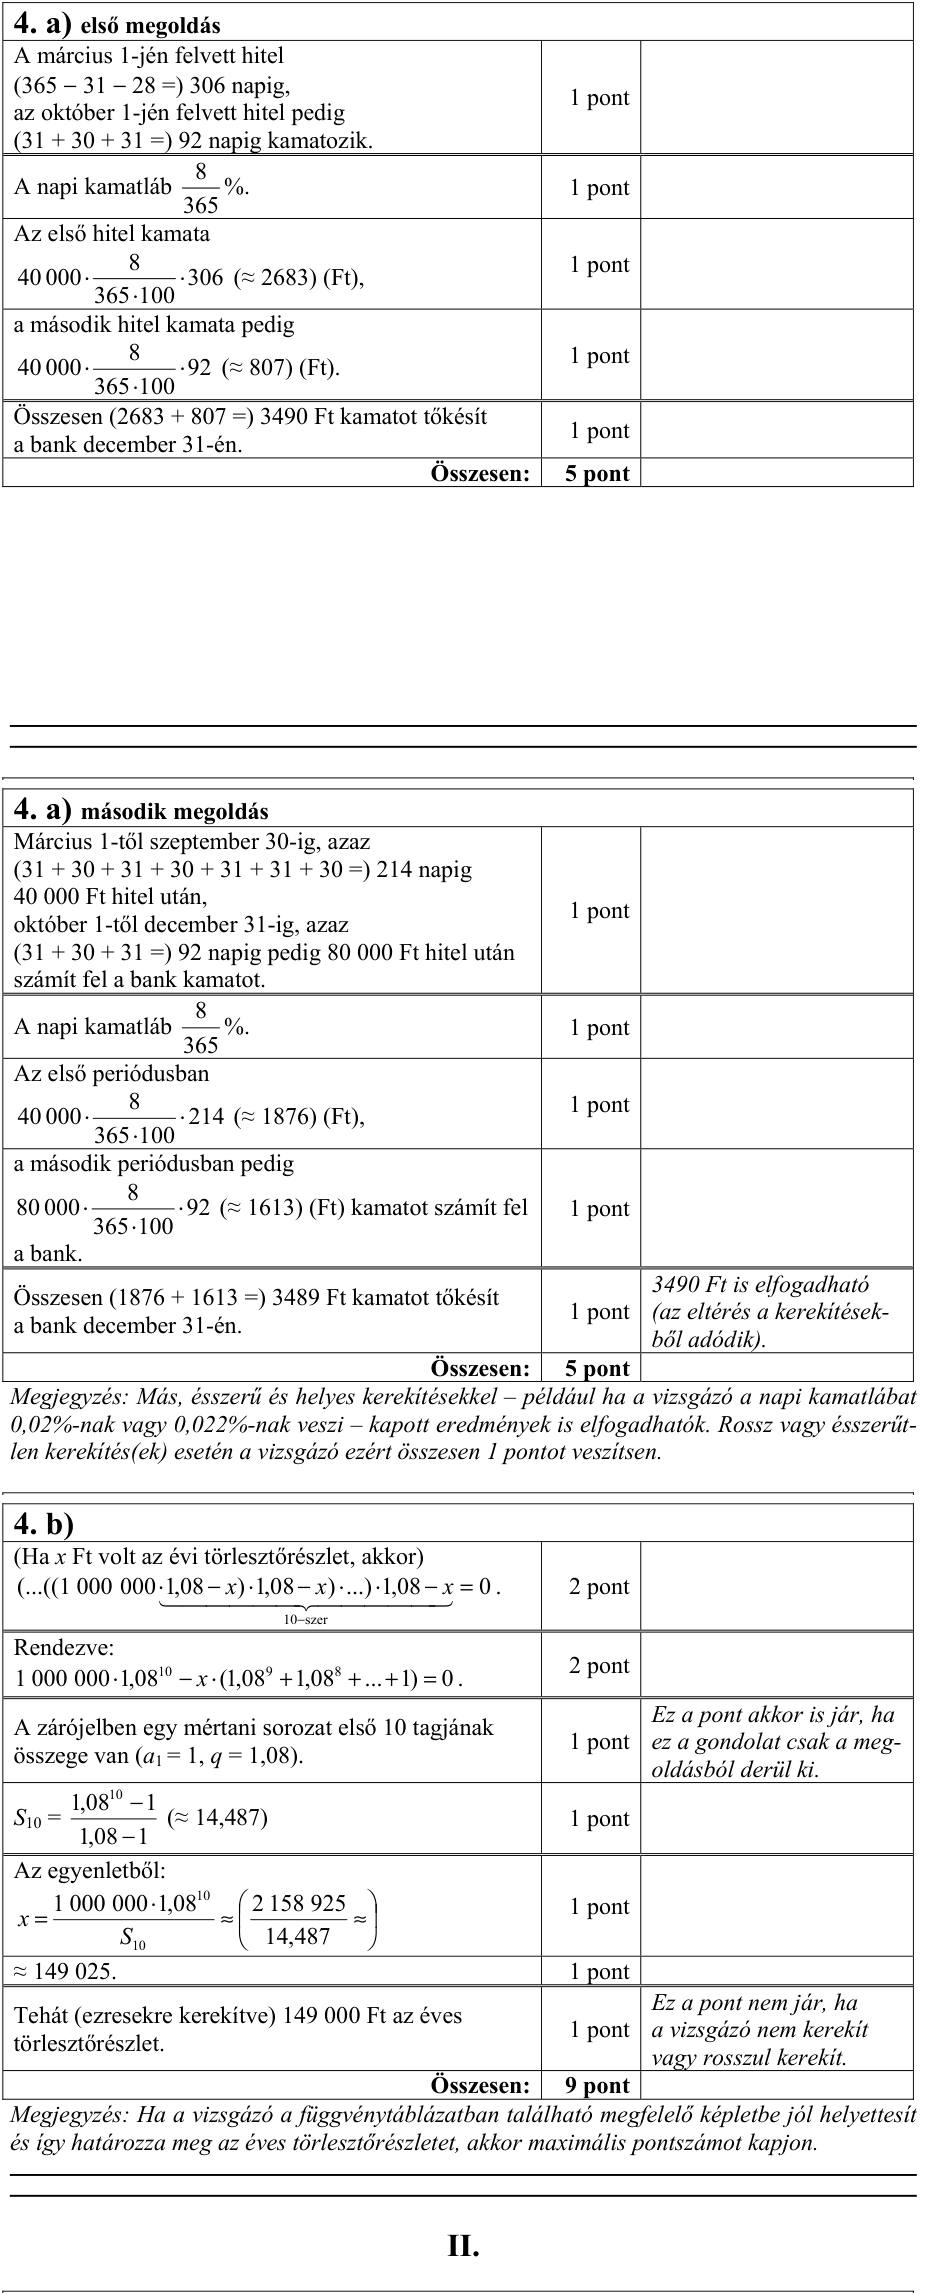 4. a) első megoldás
A március 1-jén felvett hitel
(365 − 31 − 28 =) 306 napig,
az október 1-jén felvett hitel pedig
(31 + 30 + 31 =) 92 napig kamatozik.
1 pont
A napi kamatláb 8/365 %.
1 pont
Az első hitel kamata
40 000 · 8/(365·100) · 306 (≈ 2683) (Ft),
1 pont
a második hitel kamata pedig
40 000 · 8/(365·100) · 92 (≈ 807) (Ft).
1 pont
Összesen (2683 + 807 =) 3490 Ft kamatot tőkésít
a bank december 31-én.
1 pont
Összesen: 5 pont
4. a) második megoldás
Március 1-től szeptember 30-ig, azaz
(31 + 30 + 31 + 30 + 31 + 31 + 30 =) 214 napig
40 000 Ft hitel után,
október 1-től december 31-ig, azaz
(31 + 30 + 31 =) 92 napig pedig 80 000 Ft hitel után
számít fel a bank kamatot.
1 pont
A napi kamatláb 8/365 %.
1 pont
Az első periódusban
40 000 · 8/(365·100) · 214 (≈ 1876) (Ft),
1 pont
a második periódusban pedig
80 000 · 8/(365·100) · 92 (≈ 1613) (Ft) kamatot számít fel
a bank.
1 pont
Összesen (1876 + 1613 =) 3489 Ft kamatot tőkésít
a bank december 31-én.
1 pont
3490 Ft is elfogadható
(az eltérés a kerekítések-
ből adódik).
Összesen: 5 pont
Megjegyzés: Más, ésszerű és helyes kerekítésekkel – például ha a vizsgázó a napi kamatlábat
0,02%-nak vagy 0,022%-nak veszi – kapott eredmények is elfogadhatók. Rossz vagy ésszerűt-
len kerekítés(ek) esetén a vizsgázó ezért összesen 1 pontot veszítsen.
4. b)
(Ha x Ft volt az évi törlesztőrészlet, akkor)
(...((1 000 000·1,08 − x)·1,08 − x)·...)·1,08 − x = 0 .
10−szer
2 pont
Rendezve:
1 000 000·1,08¹⁰ − x·(1,08⁹ + 1,08⁸ + ... + 1) = 0 .
2 pont
A zárójelben egy mértani sorozat első 10 tagjának
összege van (a₁ = 1, q = 1,08).
1 pont
Ez a pont akkor is jár, ha
ez a gondolat csak a meg-
oldásból derül ki.
S₁₀ = (1,08¹⁰ − 1)/(1,08 − 1) (≈ 14,487)
1 pont
Az egyenletből:
x = (1 000 000·1,08¹⁰)/S₁₀ ≈ (2 158 925/14,487 ≈)
1 pont
≈ 149 025.
1 pont
Tehát (ezresekre kerekítve) 149 000 Ft az éves
törlesztőrészlet.
1 pont
Ez a pont nem jár, ha
a vizsgázó nem kerekít
vagy rosszul kerekít.
Összesen: 9 pont
Megjegyzés: Ha a vizsgázó a függvénytáblázatban található megfelelő képletbe jól helyettesít
és így határozza meg az éves törlesztőrészletet, akkor maximális pontszámot kapjon.
II.